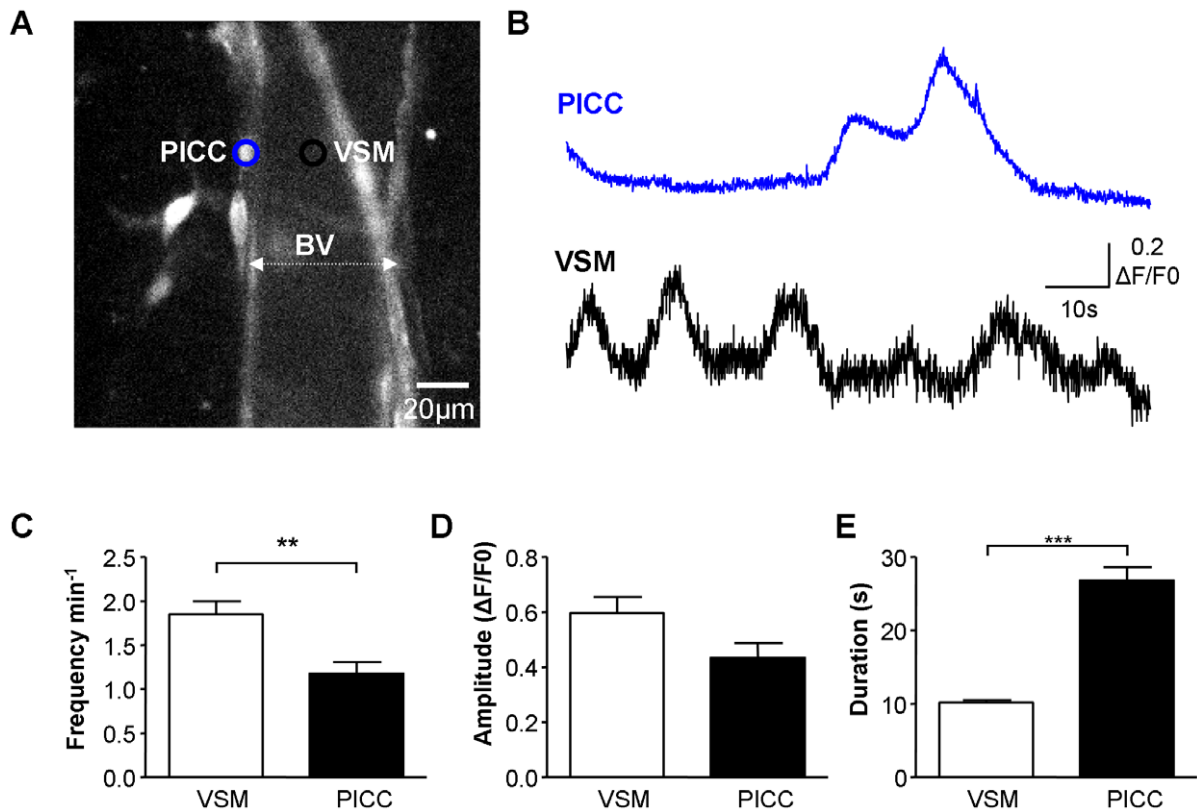 A
PICC
VSM
BV
20µm
B
PICC
VSM
0.2
ΔF/F0
10s
C
**
Frequency min⁻¹
2.5
2.0
1.5
1.0
0.5
0.0
VSM
PICC
D
Amplitude (ΔF/F0)
0.8
0.6
0.4
0.2
0.0
VSM
PICC
E
***
Duration (s)
30
20
10
0
VSM
PICC